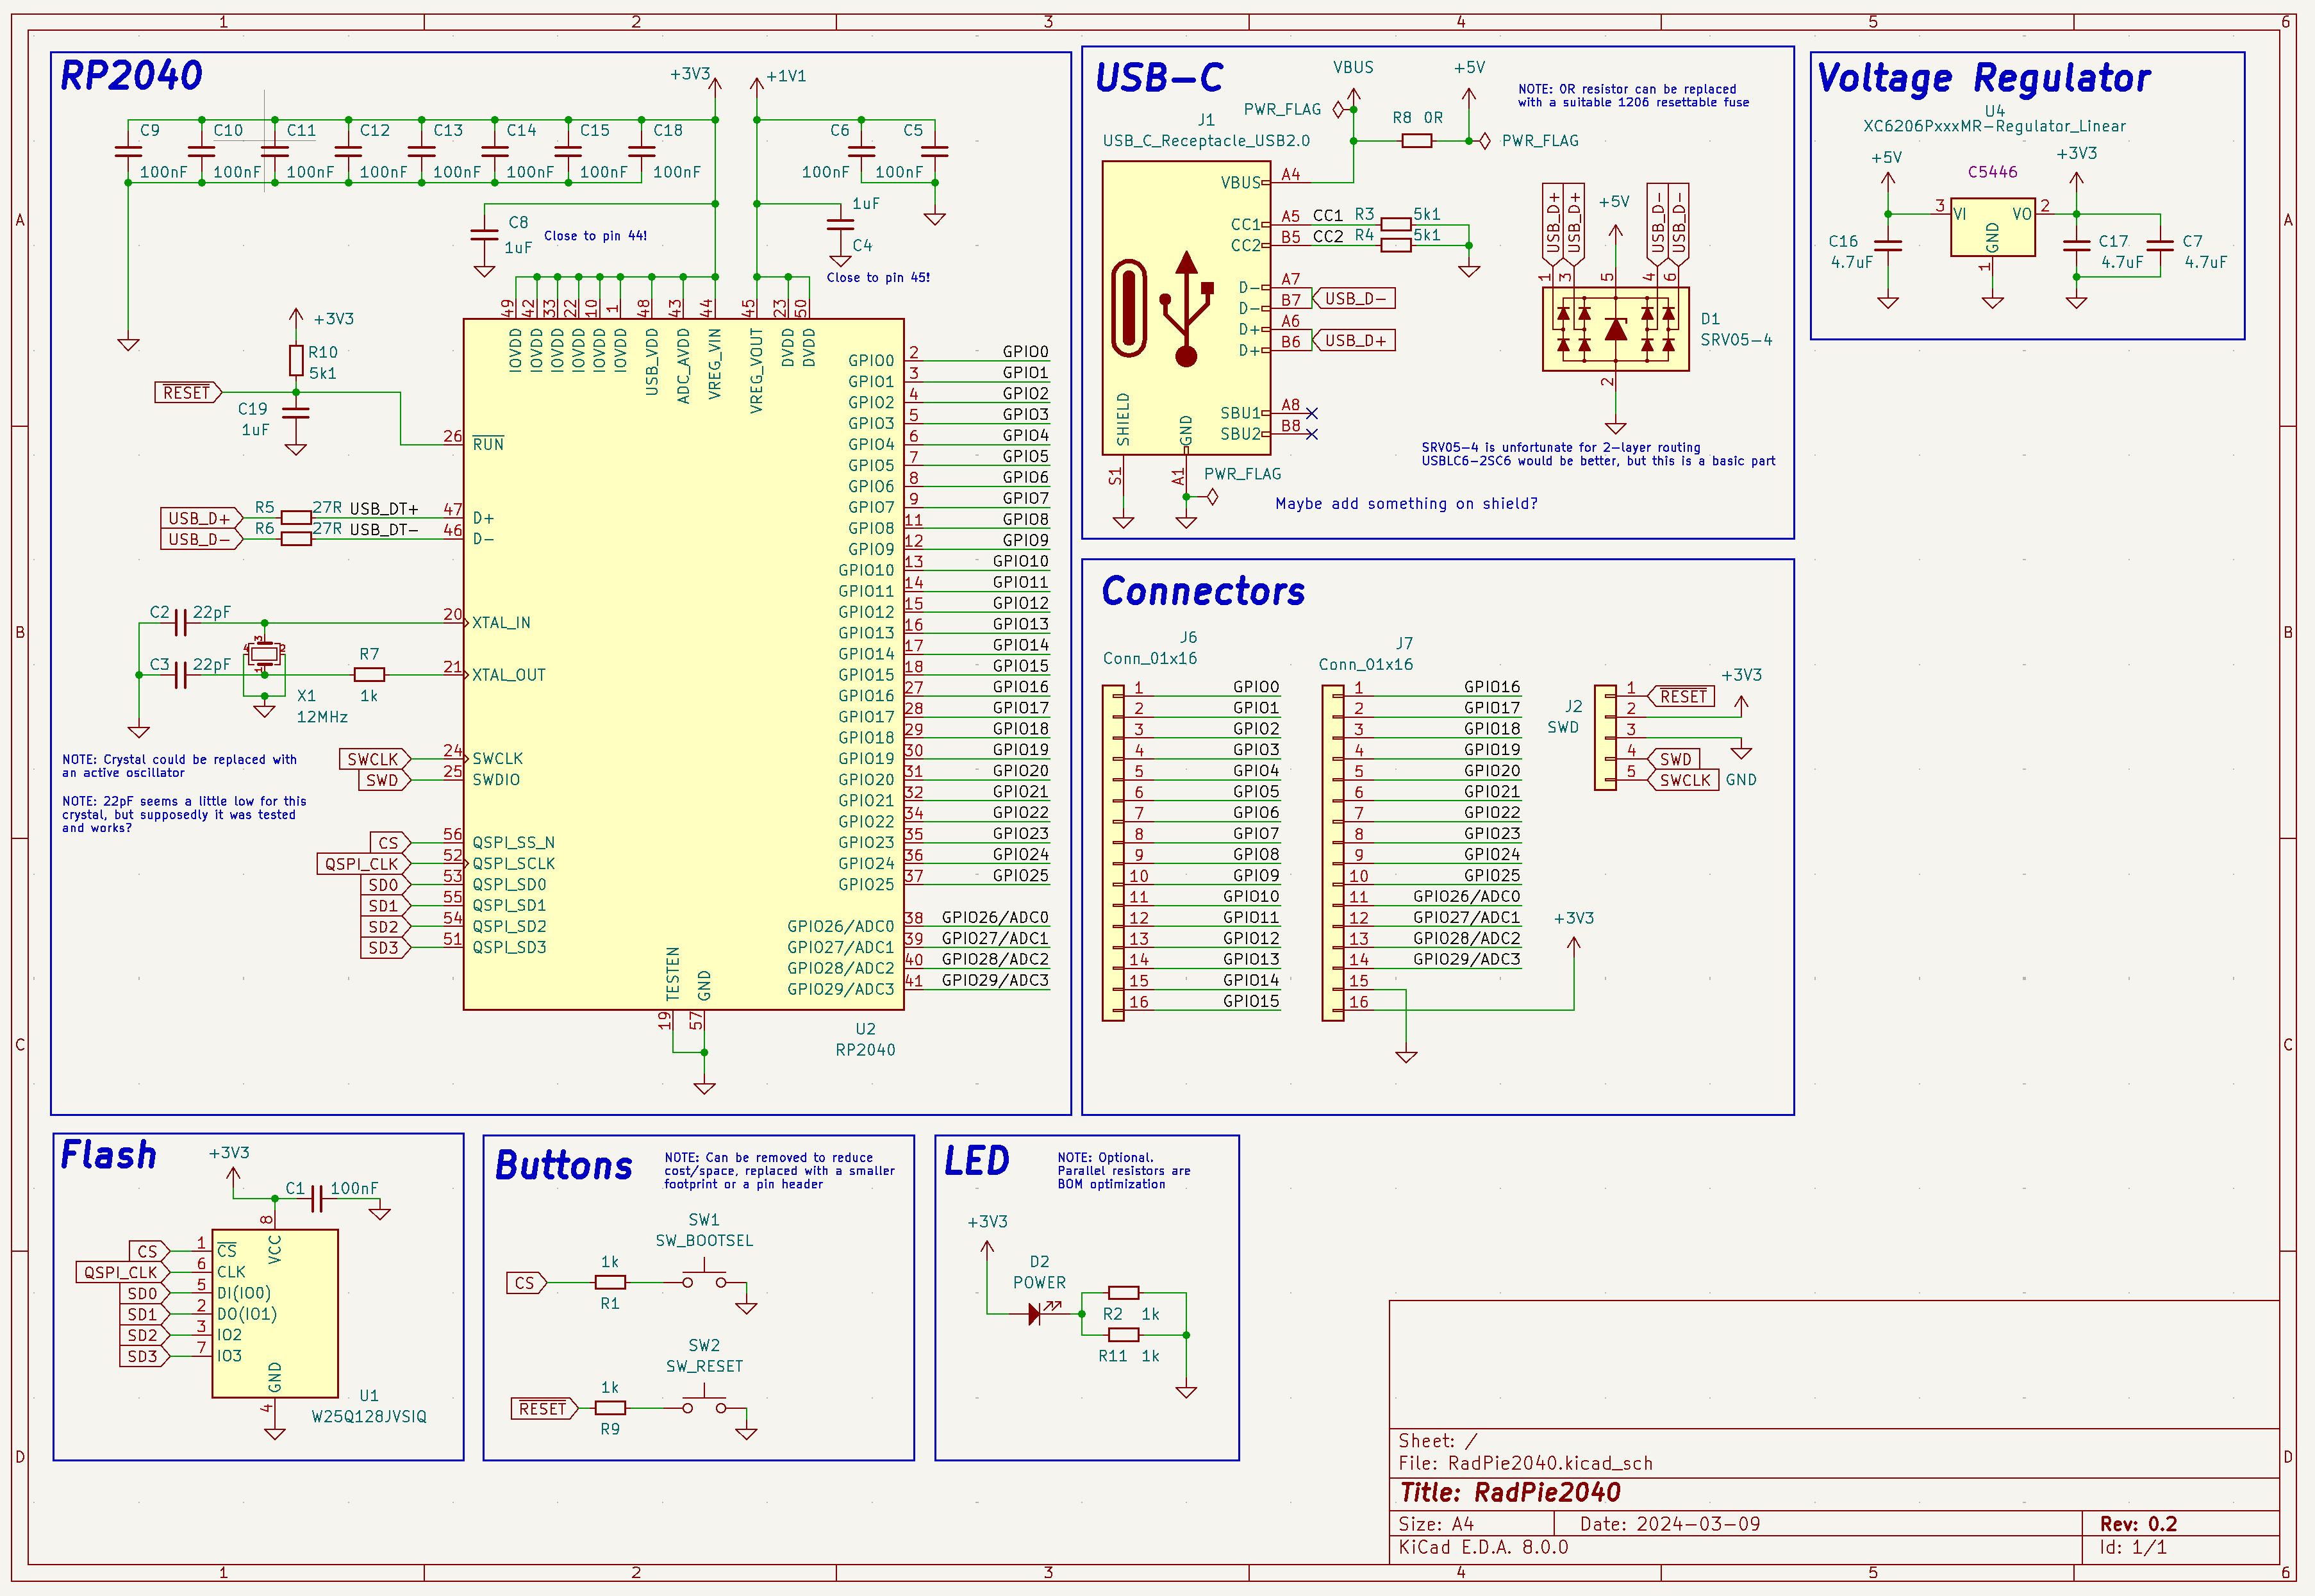 1 2 3 4 5 6
A
B
C
D
RP2040
+3V3
+1V1
C9 C10 C11 C12 C13 C14 C15 C18
100nF 100nF 100nF 100nF 100nF 100nF 100nF 100nF
C6 C5
100nF 100nF
C8
1uF
Close to pin 44!
1uF
C4
Close to pin 45!
49 42 33 22 10 1 48 43 44 45 23 50
IOVDD IOVDD IOVDD IOVDD IOVDD IOVDD USB_VDD ADC_AVDD VREG_VIN VREG_VOUT DVDD DVDD
+3V3
R10
5k1
RESET
C19
1uF
26 RUN
USB_D+ R5 27R USB_DT+ 47 D+
USB_D- R6 27R USB_DT- 46 D-
C2 22pF 20 XTAL_IN
3
4 2
1
C3 22pF R7 21 XTAL_OUT
1k
X1
12MHz
NOTE: Crystal could be replaced with
an active oscillator
NOTE: 22pF seems a little low for this
crystal, but supposedly it was tested
and works?
SWCLK 24 SWCLK
SWD 25 SWDIO
CS 56 QSPI_SS_N
QSPI_CLK 52 QSPI_SCLK
SD0 53 QSPI_SD0
SD1 55 QSPI_SD1
SD2 54 QSPI_SD2
SD3 51 QSPI_SD3
GPIO0 2 GPIO0
GPIO1 3 GPIO1
GPIO2 4 GPIO2
GPIO3 5 GPIO3
GPIO4 6 GPIO4
GPIO5 7 GPIO5
GPIO6 8 GPIO6
GPIO7 9 GPIO7
GPIO8 11 GPIO8
GPIO9 12 GPIO9
GPIO10 13 GPIO10
GPIO11 14 GPIO11
GPIO12 15 GPIO12
GPIO13 16 GPIO13
GPIO14 17 GPIO14
GPIO15 18 GPIO15
GPIO16 27 GPIO16
GPIO17 28 GPIO17
GPIO18 29 GPIO18
GPIO19 30 GPIO19
GPIO20 31 GPIO20
GPIO21 32 GPIO21
GPIO22 34 GPIO22
GPIO23 35 GPIO23
GPIO24 36 GPIO24
GPIO25 37 GPIO25
GPIO26/ADC0 38 GPIO26/ADC0
GPIO27/ADC1 39 GPIO27/ADC1
GPIO28/ADC2 40 GPIO28/ADC2
GPIO29/ADC3 41 GPIO29/ADC3
TESTEN GND
19 57
U2
RP2040
USB-C
VBUS +5V
PWR_FLAG
NOTE: 0R resistor can be replaced
with a suitable 1206 resettable fuse
J1
USB_C_Receptacle_USB2.0
R8 0R
PWR_FLAG
VBUS A4
CC1 A5 CC1 R3 5k1
CC2 B5 CC2 R4 5k1
D- A7
D- B7 USB_D-
D+ A6
D+ B6 USB_D+
SBU1 A8
SBU2 B8
SHIELD GND
S1 A1
PWR_FLAG
USB_D+ USB_D+ +5V USB_D- USB_D-
1 3 5 4 6
D1
SRV05-4
2
SRV05-4 is unfortunate for 2-layer routing
USBLC6-2SC6 would be better, but this is a basic part
Maybe add something on shield?
Voltage Regulator
U4
XC6206PxxxMR-Regulator_Linear
+5V +3V3
C5446
3 VI VO 2
GND
1
C16
4.7uF
C17
4.7uF
C7
4.7uF
Connectors
J6
Conn_01x16
1 GPIO0
2 GPIO1
3 GPIO2
4 GPIO3
5 GPIO4
6 GPIO5
7 GPIO6
8 GPIO7
9 GPIO8
10 GPIO9
11 GPIO10
12 GPIO11
13 GPIO12
14 GPIO13
15 GPIO14
16 GPIO15
J7
Conn_01x16
1 GPIO16
2 GPIO17
3 GPIO18
4 GPIO19
5 GPIO20
6 GPIO21
7 GPIO22
8 GPIO23
9 GPIO24
10 GPIO25
11 GPIO26/ADC0
12 GPIO27/ADC1
13 GPIO28/ADC2
14 GPIO29/ADC3
15
16
+3V3
J2
SWD
+3V3
1 RESET
2
3
4 SWD
5 SWCLK
GND
Flash
+3V3
C1 100nF
8
VCC
CS 1 CS
QSPI_CLK 6 CLK
SD0 5 DI(IO0)
SD1 2 DO(IO1)
SD2 3 IO2
SD3 7 IO3
GND
4
U1
W25Q128JVSIQ
Buttons
NOTE: Can be removed to reduce
cost/space, replaced with a smaller
footprint or a pin header
SW1
SW_BOOTSEL
1k
CS
R1
SW2
SW_RESET
1k
RESET
R9
LED
NOTE: Optional.
Parallel resistors are
BOM optimization
+3V3
D2
POWER
R2 1k
R11 1k
Sheet: /
File: RadPie2040.kicad_sch
Title: RadPie2040
Size: A4 Date: 2024-03-09 Rev: 0.2
KiCad E.D.A. 8.0.0 Id: 1/1
A
B
C
D
1 2 3 4 5 6